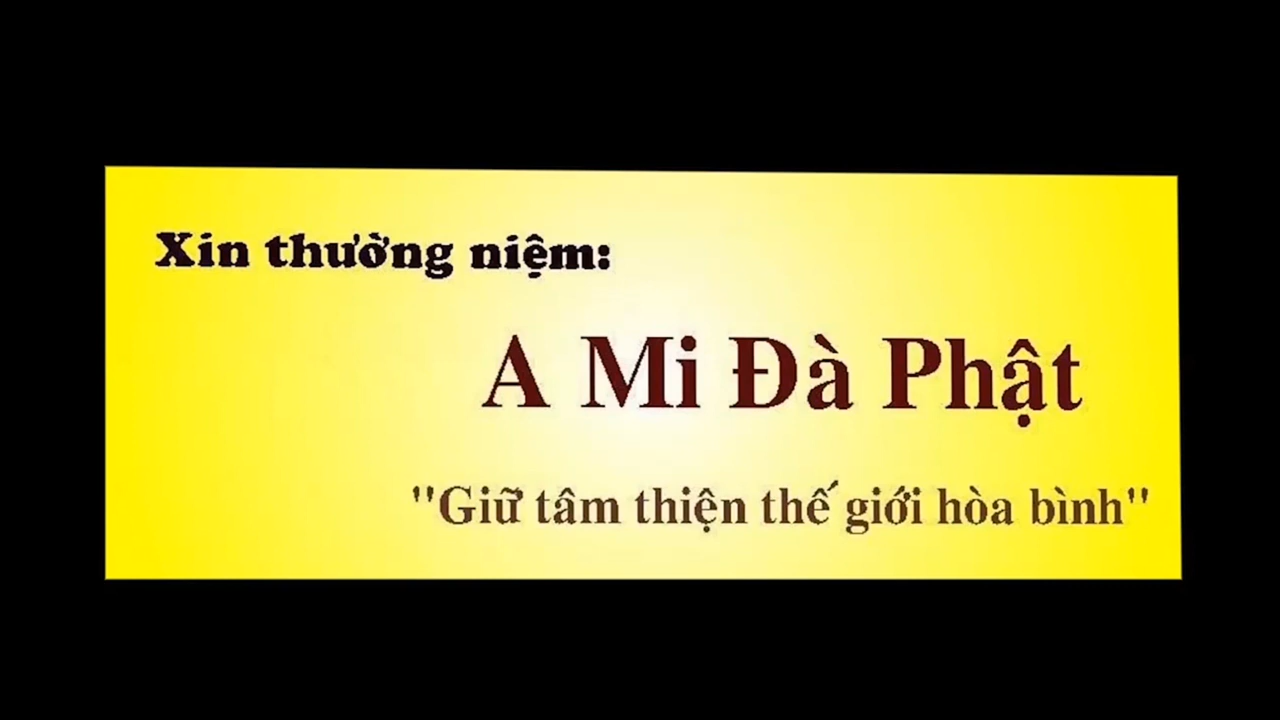 Xin thường niệm:
A Mi Đà Phật
"Giữ tâm thiện thế giới hòa bình"